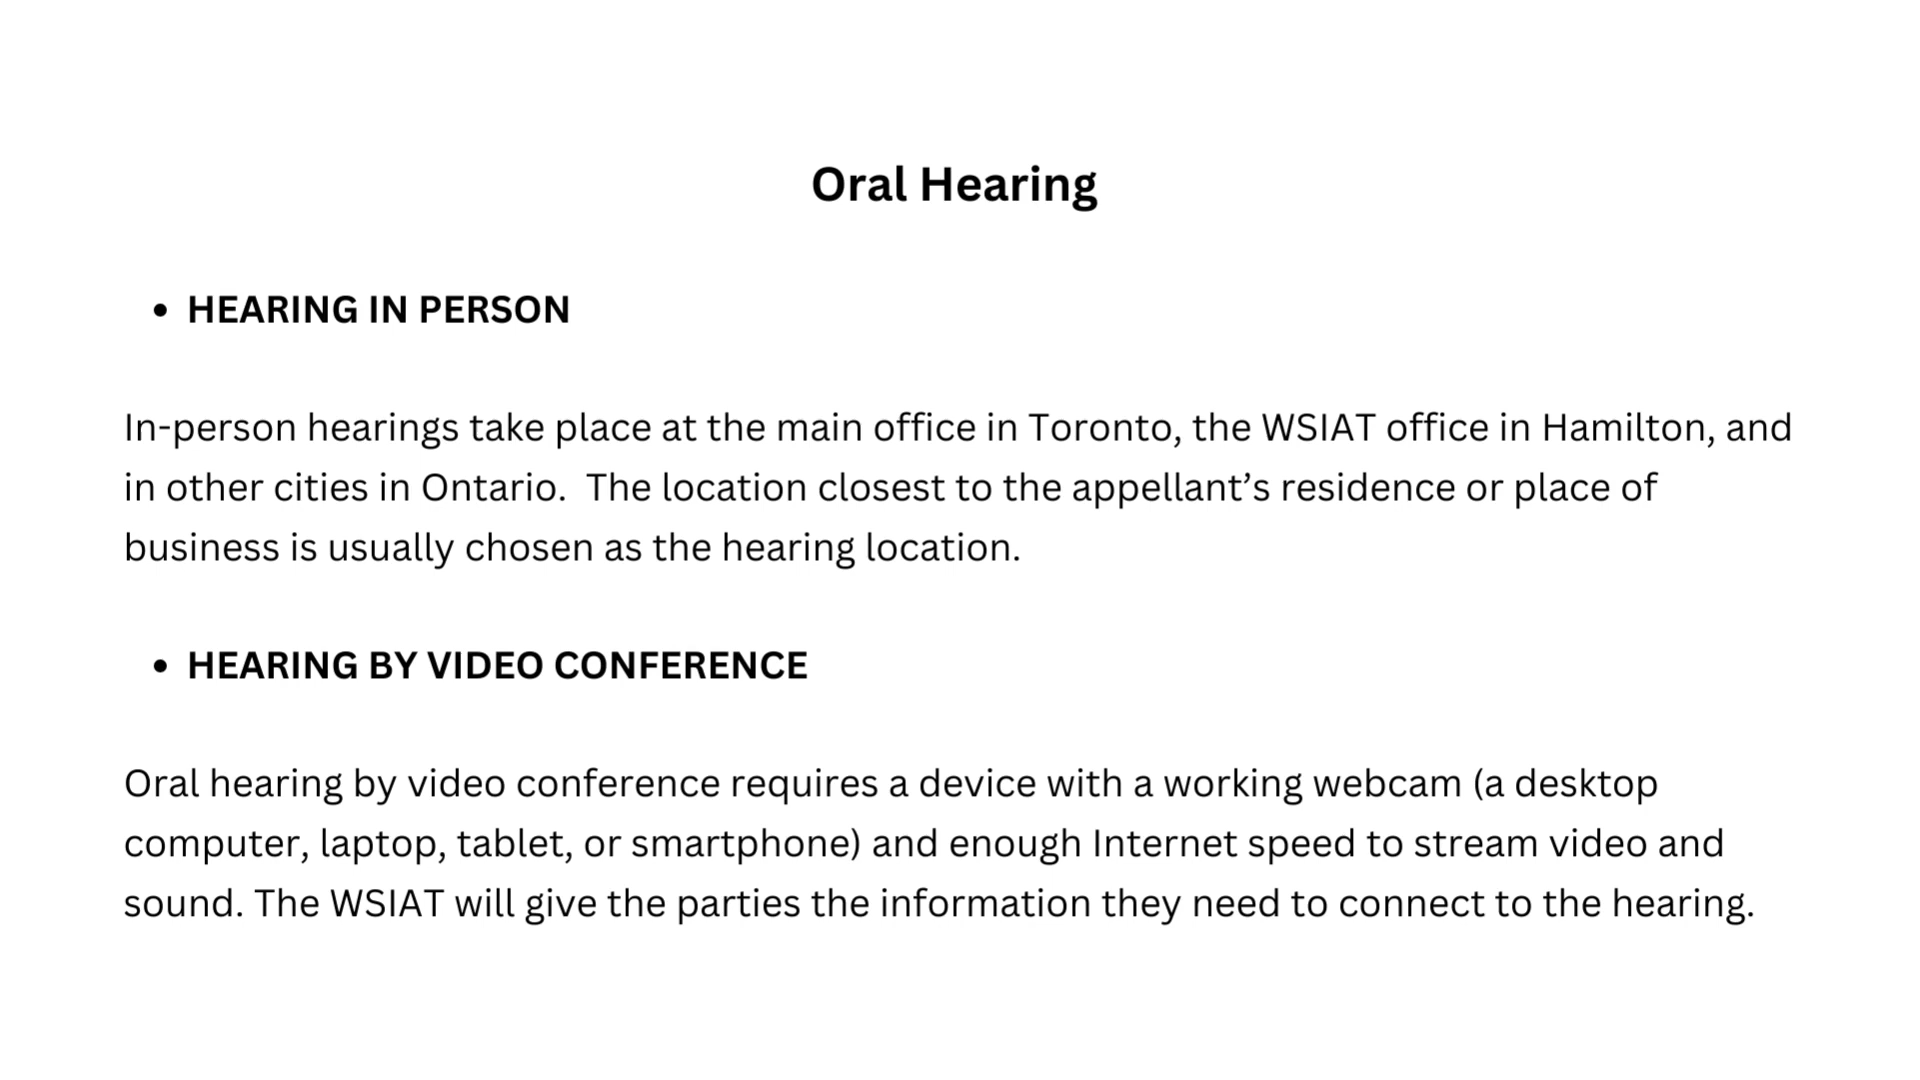 Oral Hearing
• HEARING IN PERSON
In-person hearings take place at the main office in Toronto, the WSIAT office in Hamilton, and
in other cities in Ontario.  The location closest to the appellant’s residence or place of
business is usually chosen as the hearing location.
• HEARING BY VIDEO CONFERENCE
Oral hearing by video conference requires a device with a working webcam (a desktop
computer, laptop, tablet, or smartphone) and enough Internet speed to stream video and
sound. The WSIAT will give the parties the information they need to connect to the hearing.